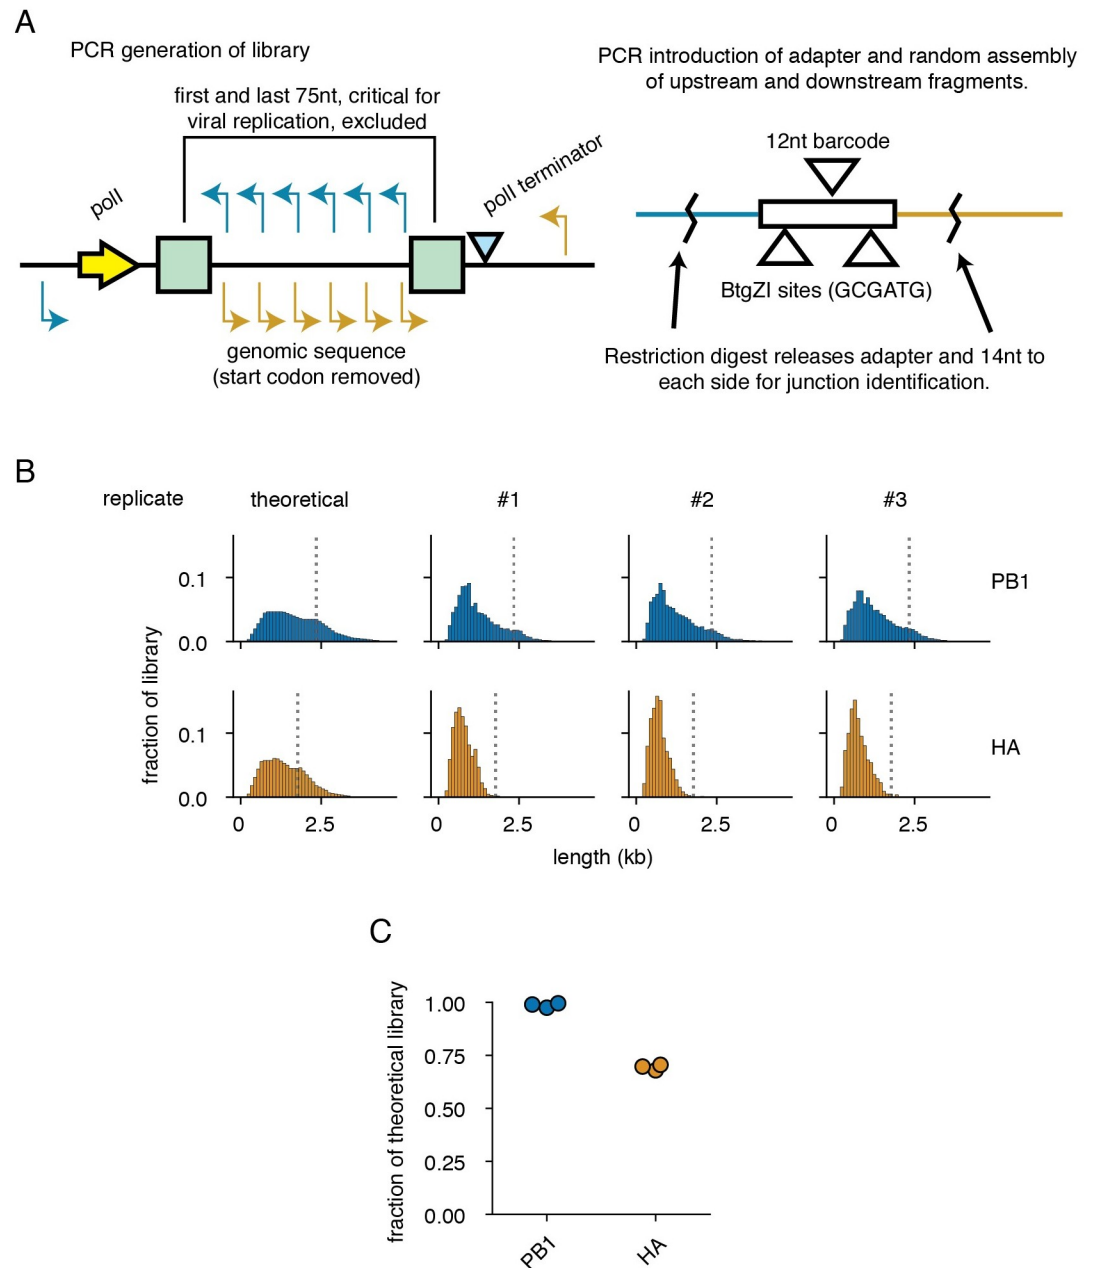 A
PCR generation of library
first and last 75nt, critical for
viral replication, excluded
polI
polI terminator
genomic sequence
(start codon removed)
PCR introduction of adapter and random assembly
of upstream and downstream fragments.
12nt barcode
BtgZI sites (GCGATG)
Restriction digest releases adapter and 14nt to
each side for junction identification.
B
replicate
theoretical
#1
#2
#3
0.1
0.0
PB1
fraction of library
0.1
0.0
HA
0
2.5
0
2.5
0
2.5
0
2.5
length (kb)
C
fraction of theoretical library
1.00
0.75
0.50
0.25
0.00
PB1
HA